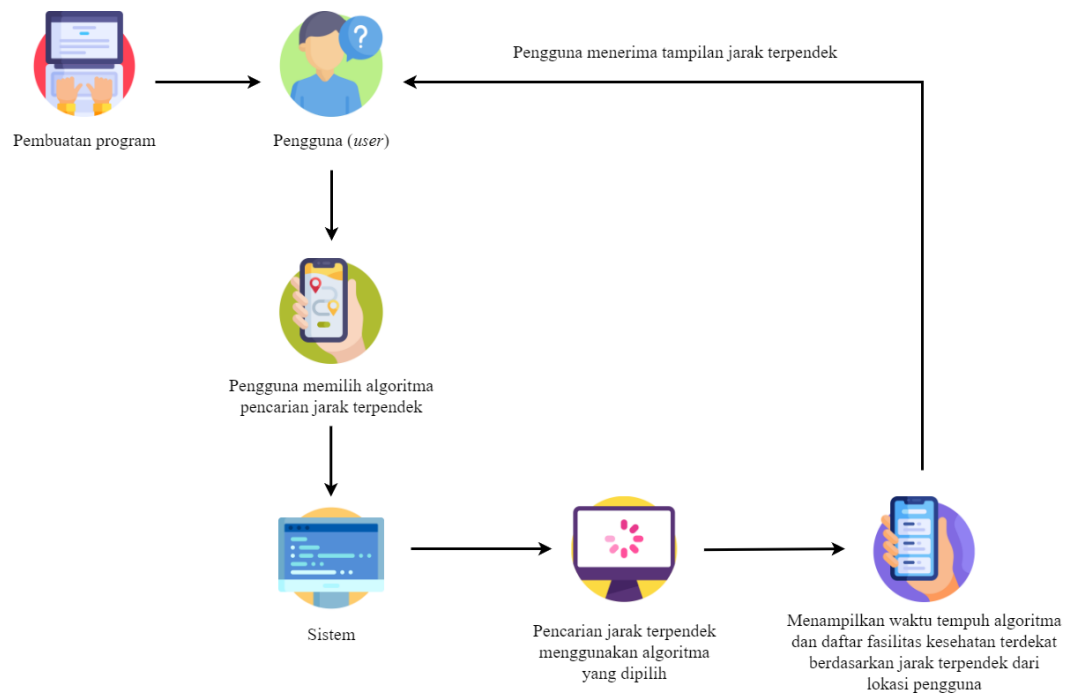 Pengguna menerima tampilan jarak terpendek
Pembuatan program
Pengguna (user)
Pengguna memilih algoritma
pencarian jarak terpendek
Sistem
Pencarian jarak terpendek
menggunakan algoritma
yang dipilih
Menampilkan waktu tempuh algoritma
dan daftar fasilitas kesehatan terdekat
berdasarkan jarak terpendek dari
lokasi pengguna